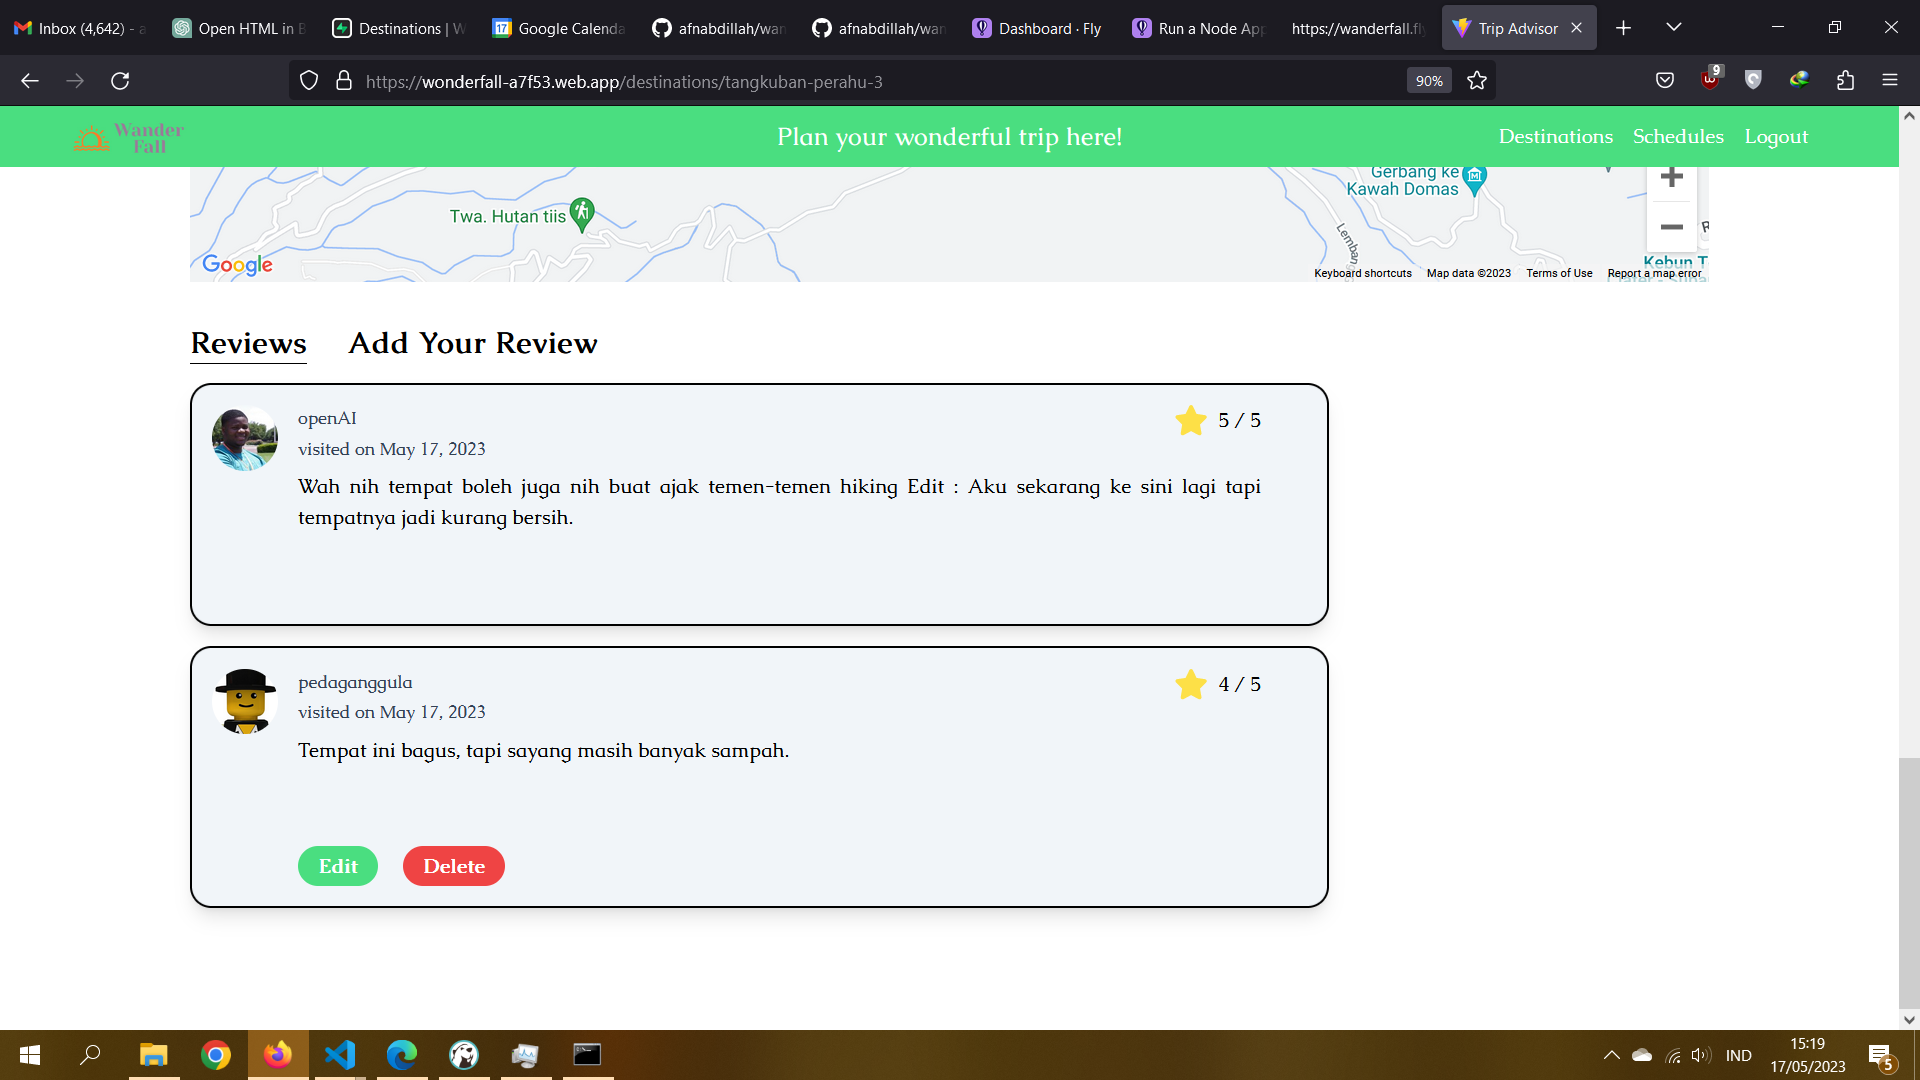 Inbox (4,642) - a
Open HTML in B
Destinations | W
Google Calenda
afnabdillah/wan
afnabdillah/wan
Dashboard · Fly
Run a Node App
https://wanderfall.fly
Trip Advisor
https://wonderfall-a7f53.web.app/destinations/tangkuban-perahu-3
90%
9
Wander
Fall
Plan your wonderful trip here!
Destinations
Schedules
Logout
Gerbang ke
Kawah Domas
Twa. Hutan tiis
Lemban
R
Kebun T
Google
Keyboard shortcuts
Map data ©2023
Terms of Use
Report a map error
Reviews
Add Your Review
openAI
5 / 5
visited on May 17, 2023
Wah nih tempat boleh juga nih buat ajak temen-temen hiking Edit : Aku sekarang ke sini lagi tapi
tempatnya jadi kurang bersih.
pedaganggula
4 / 5
visited on May 17, 2023
Tempat ini bagus, tapi sayang masih banyak sampah.
Edit
Delete
IND
15:19
17/05/2023
5